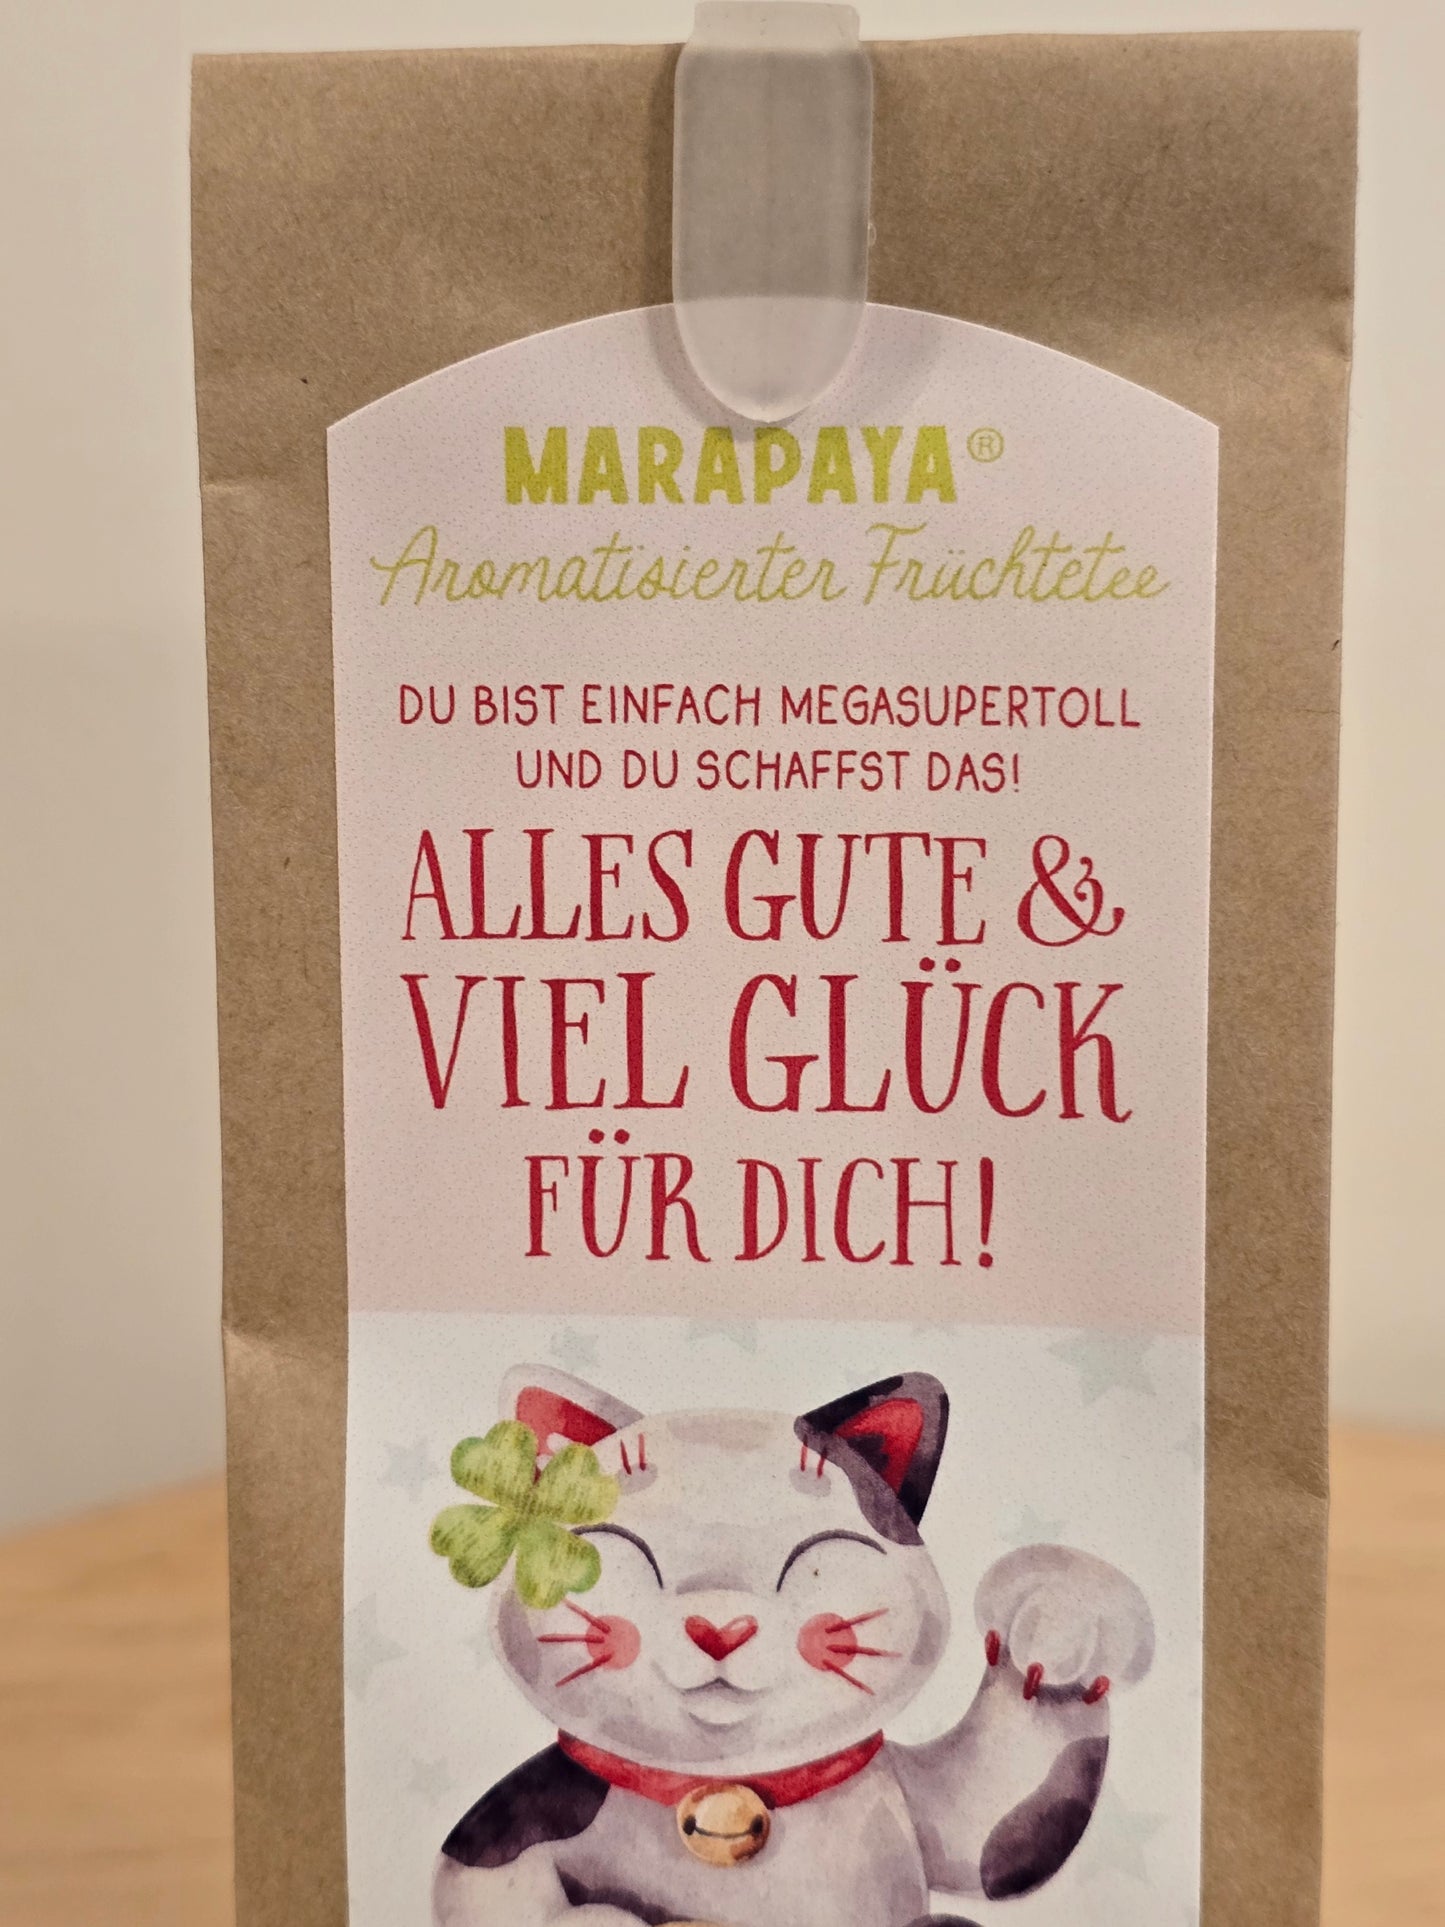 MARAPAYA®
Aromatisierter Früchtetee
DU BIST EINFACH MEGASUPERTOLL
UND DU SCHAFFST DAS!
ALLES GUTE &
VIEL GLÜCK
FÜR DICH!